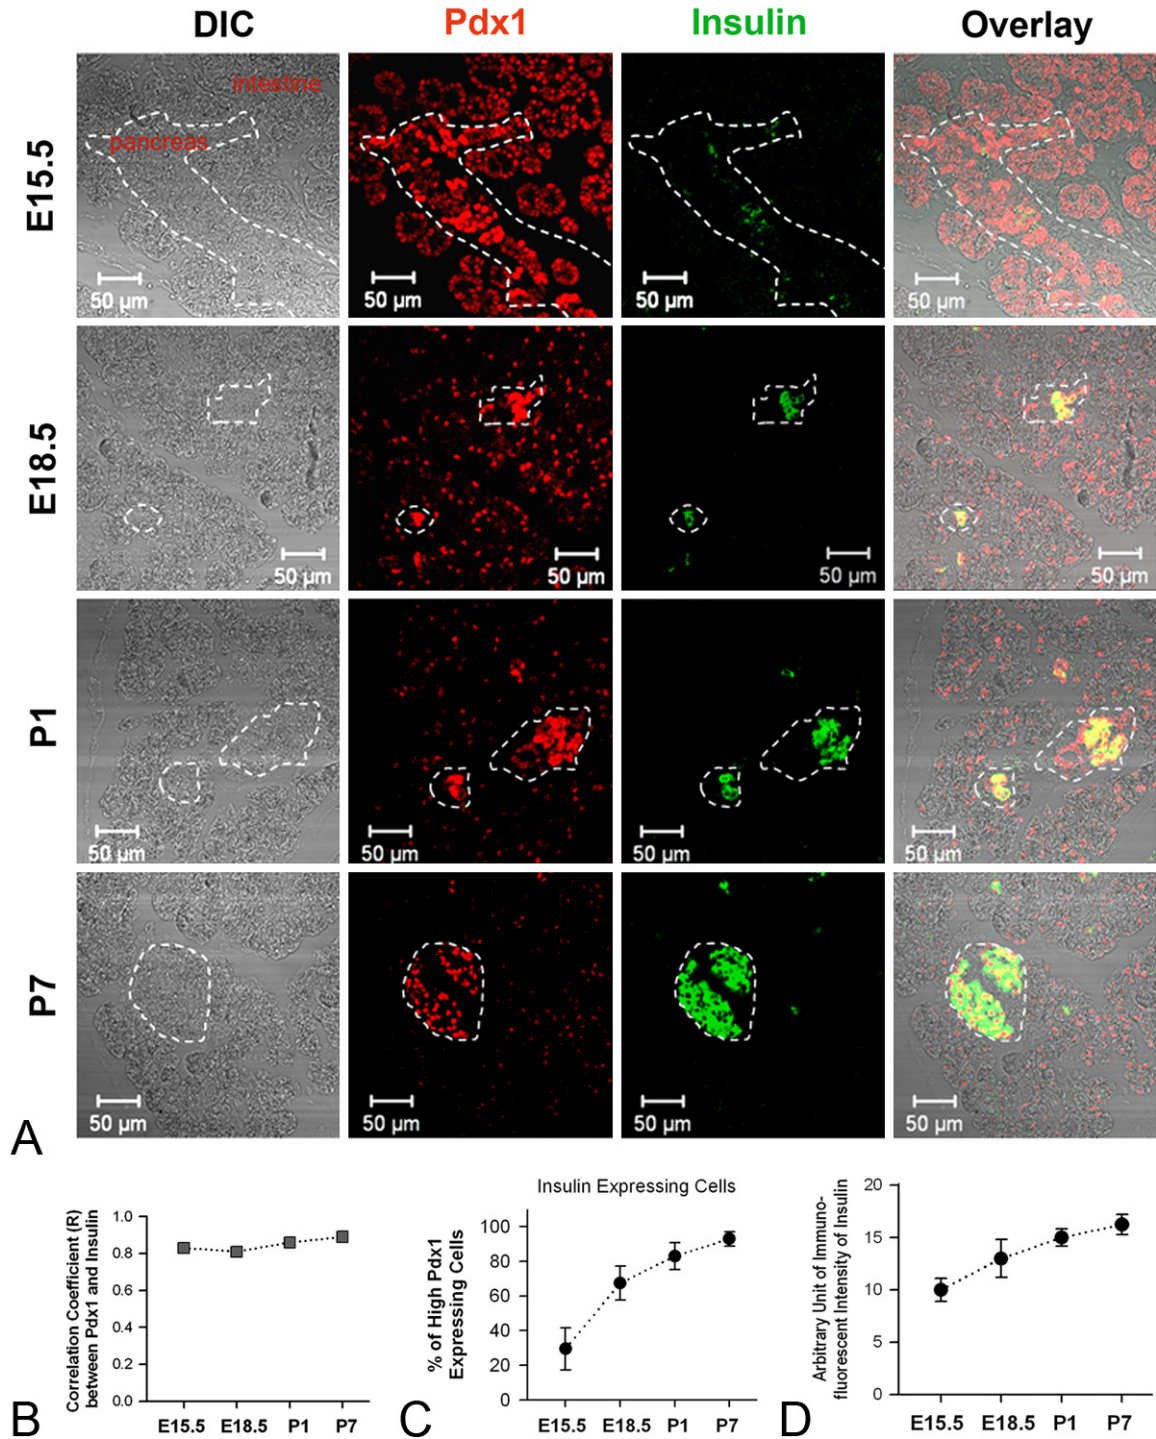 DIC Pdx1 Insulin Overlay
E15.5
intestine
pancreas
50 µm 50 µm 50 µm 50 µm
E18.5
50 µm 50 µm 50 µm 50 µm
P1
50 µm 50 µm 50 µm 50 µm
P7
50 µm 50 µm 50 µm 50 µm
A
Correlation Coefficient (R)
between Pdx1 and Insulin
1.0
0.8
0.6
0.4
0.2
0.0
E15.5 E18.5 P1 P7
B
Insulin Expressing Cells
% of High Pdx1
Expressing Cells
100
80
60
40
20
0
E15.5 E18.5 P1 P7
C
Arbitrary Unit of Immuno-
fluorescent Intensity of Insulin
20
15
10
5
0
E15.5 E18.5 P1 P7
D